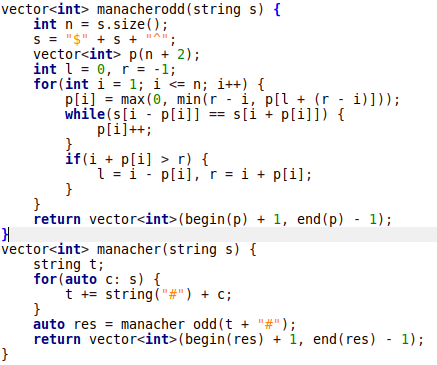 vector<int> manacherodd(string s) {
    int n = s.size();
    s = "$" + s + "^";
    vector<int> p(n + 2);
    int l = 0, r = -1;
    for(int i = 1; i <= n; i++) {
        p[i] = max(0, min(r - i, p[l + (r - i)]));
        while(s[i - p[i]] == s[i + p[i]]) {
            p[i]++;
        }
        if(i + p[i] > r) {
            l = i - p[i], r = i + p[i];
        }
    }
    return vector<int>(begin(p) + 1, end(p) - 1);
}
vector<int> manacher(string s) {
    string t;
    for(auto c: s) {
        t += string("#") + c;
    }
    auto res = manacher odd(t + "#");
    return vector<int>(begin(res) + 1, end(res) - 1);
}